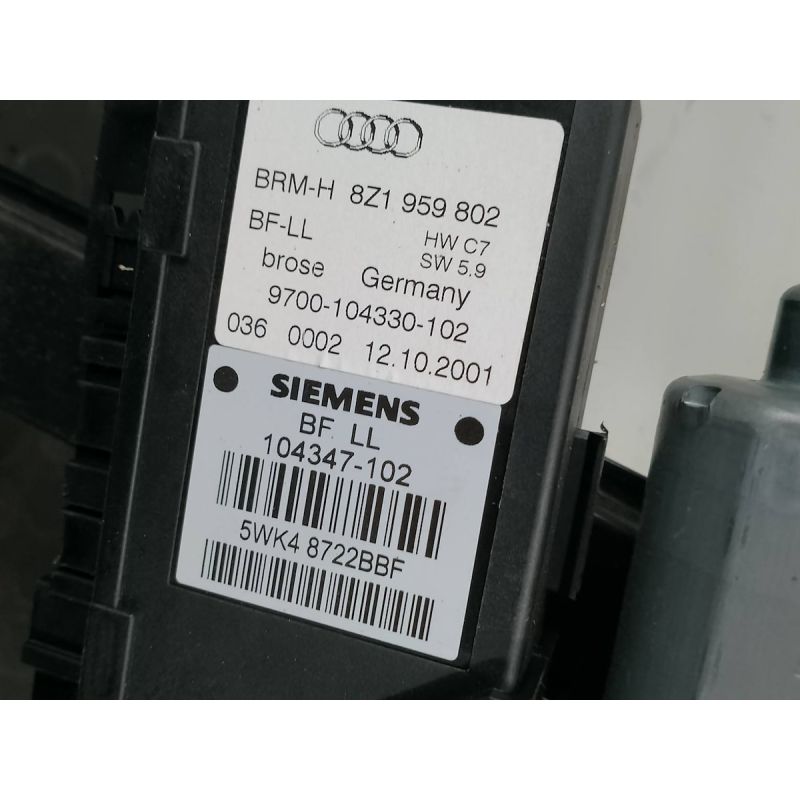 BRM-H 8Z1 959 802
BF-LL HW C7
SW 5.9
brose Germany
9700-104330-102
036 0002 12.10.2001
SIEMENS
BF LL
104347-102
5WK4 8722BBF